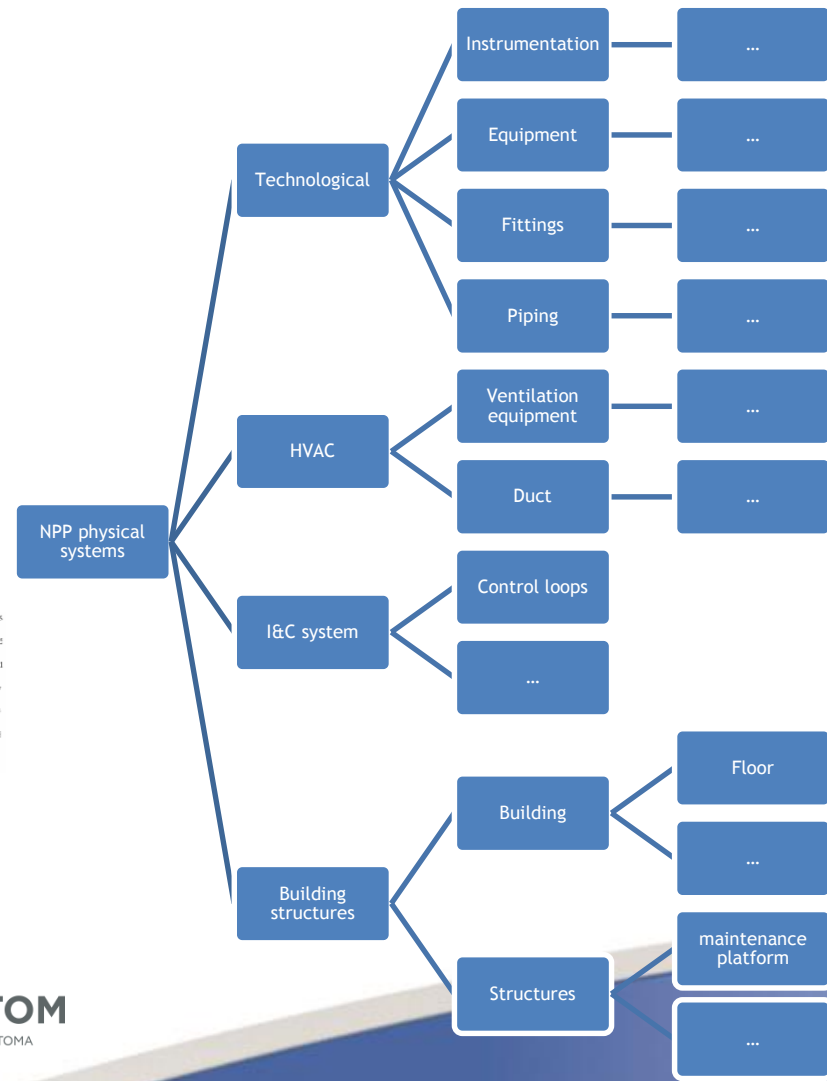 Instrumentation
...
Equipment
...
Technological
Fittings
...
Piping
...
Ventilation
equipment
...
HVAC
Duct
...
NPP physical
systems
Control loops
I&C system
...
Floor
Building
...
Building
structures
maintenance
platform
Structures
...
TOM
TOMA